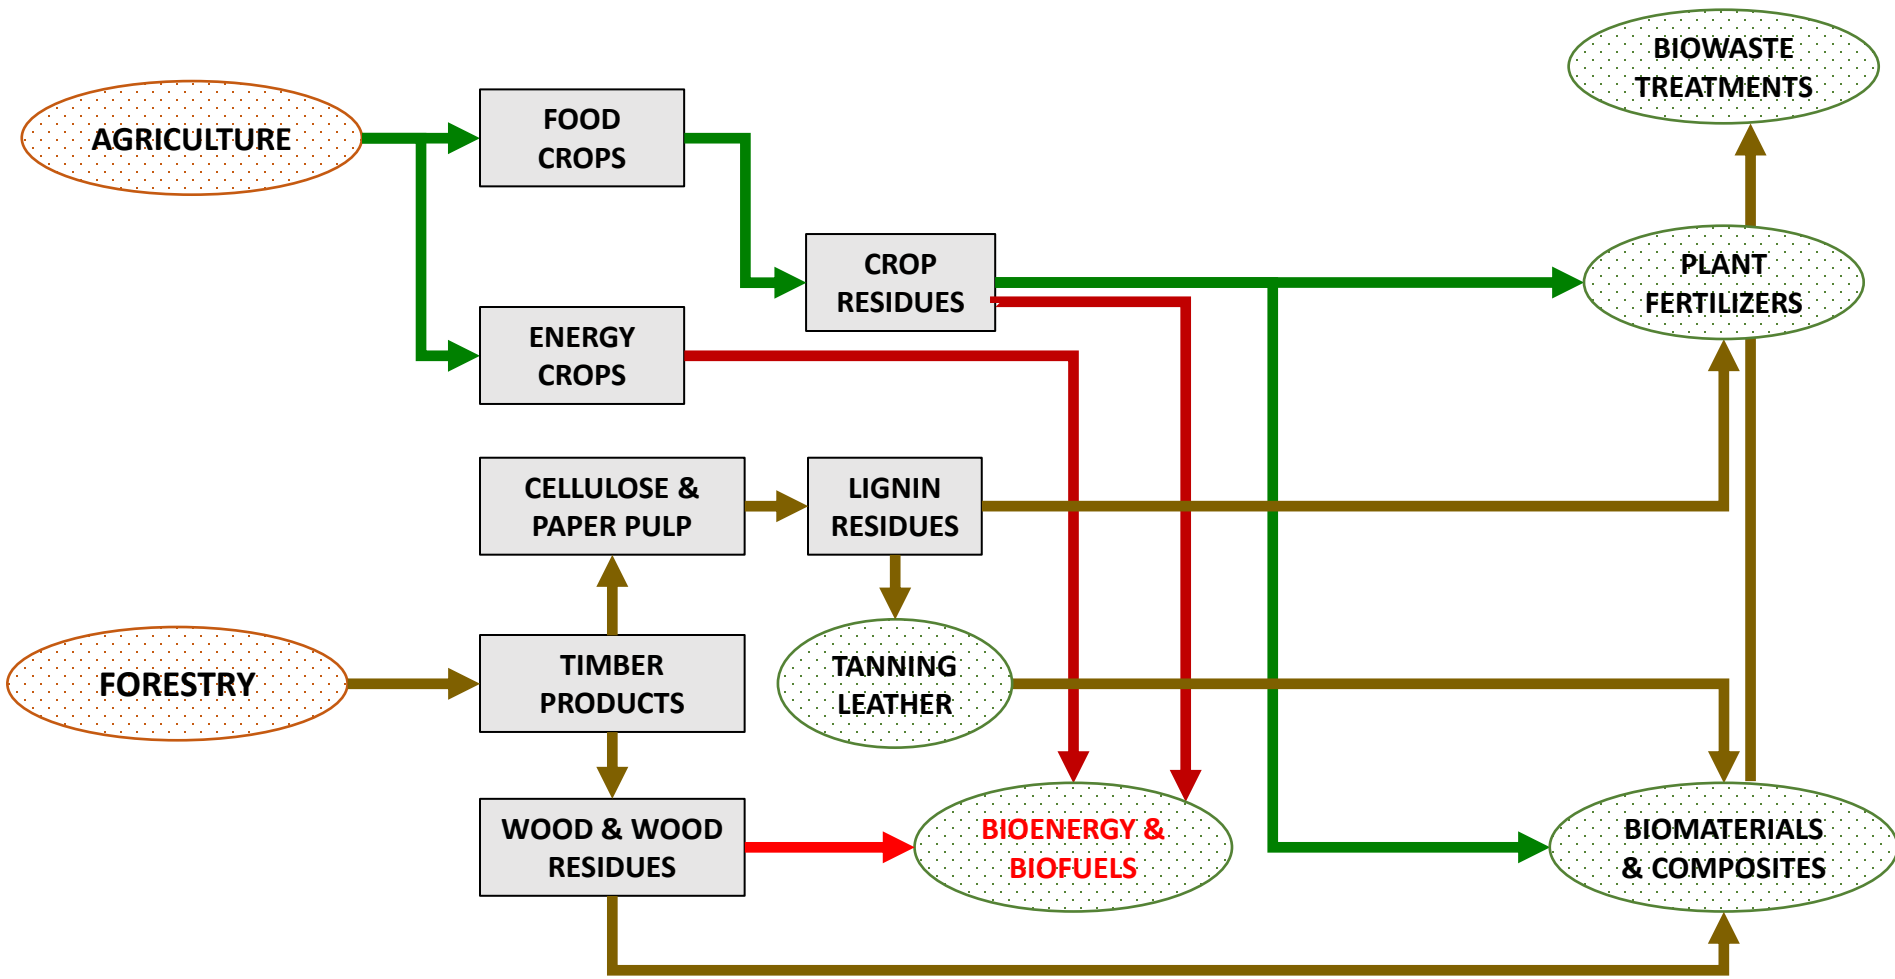 BIOWASTE
TREATMENTS
AGRICULTURE
FOOD
CROPS
CROP
RESIDUES
PLANT
FERTILIZERS
ENERGY
CROPS
CELLULOSE &
PAPER PULP
LIGNIN
RESIDUES
FORESTRY
TIMBER
PRODUCTS
TANNING
LEATHER
WOOD & WOOD
RESIDUES
BIOENERGY &
BIOFUELS
BIOMATERIALS
& COMPOSITES